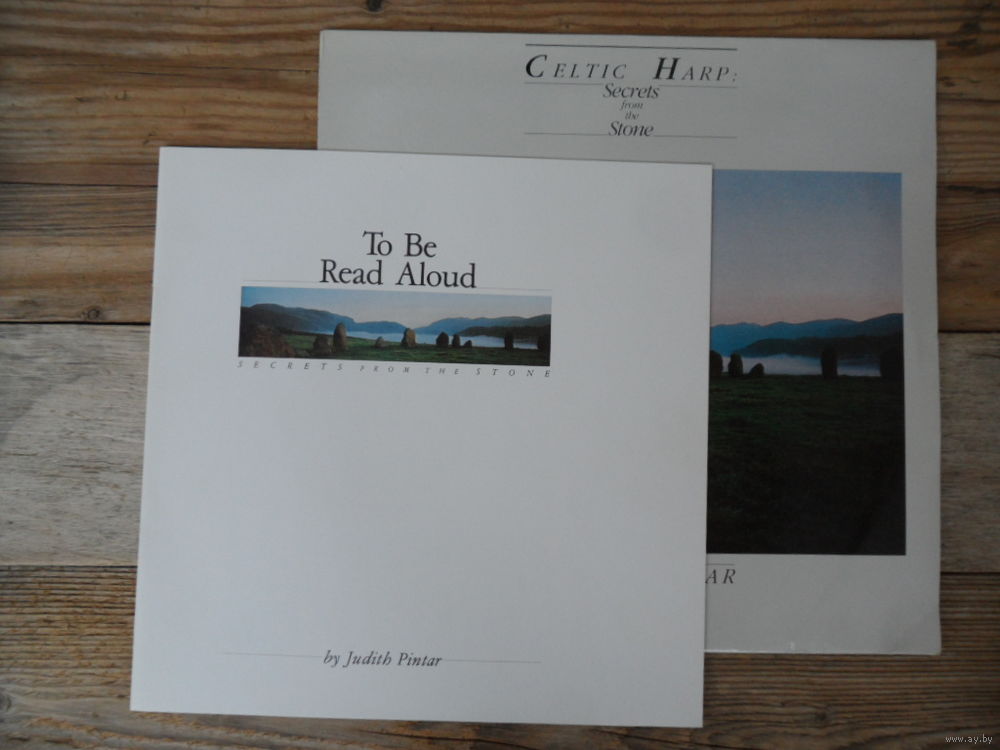 CELTIC HARP:
Secrets
from
the
Stone
To Be
Read Aloud
SECRETS FROM THE STONE
AR
by Judith Pintar
www.ay.by